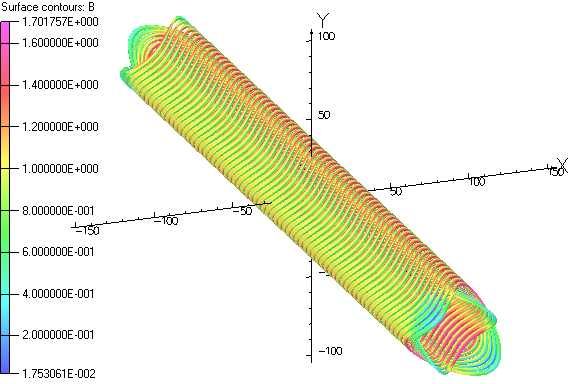 Surface contours: B
1.701757E+000
1.600000E+000
1.400000E+000
1.200000E+000
1.000000E+000
8.000000E-001
6.000000E-001
4.000000E-001
2.000000E-001
1.753061E-002
Y
100
50
-100
X
150
100
50
-50
-100
-150